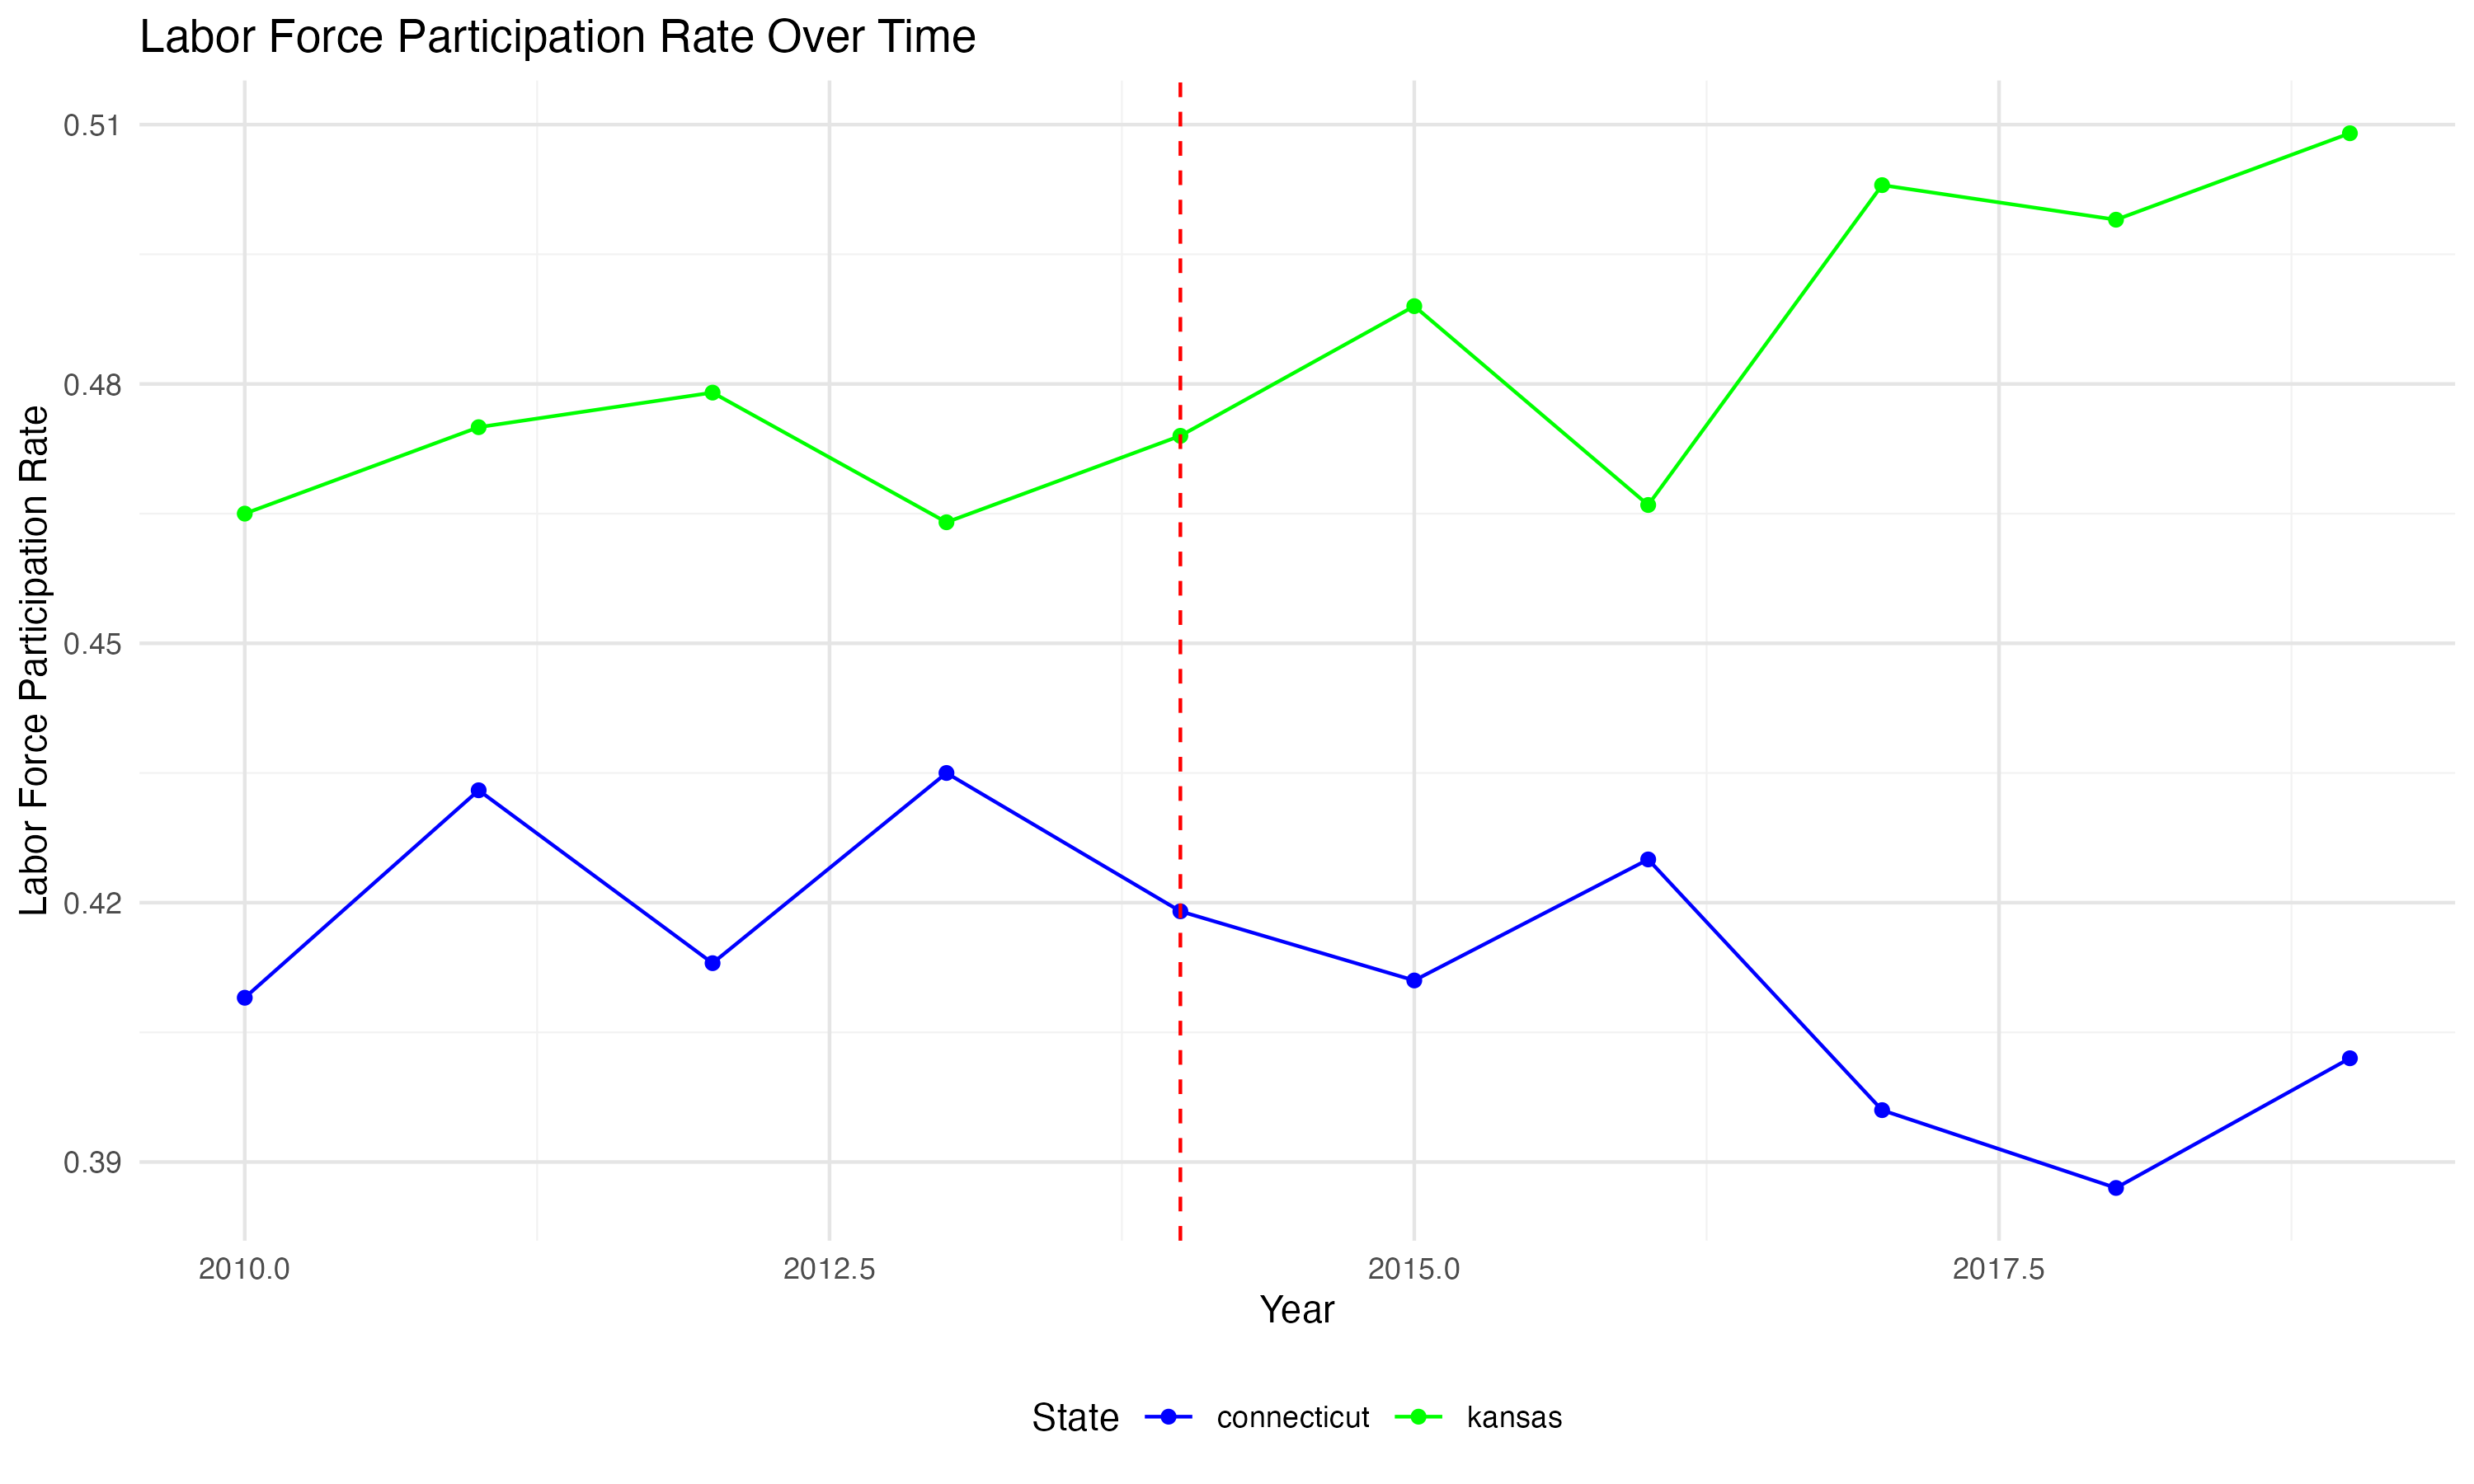 Labor Force Participation Rate Over Time
Labor Force Participation Rate
0.51
0.48
0.45
0.42
0.39
2010.0 2012.5 2015.0 2017.5
Year
State connecticut kansas